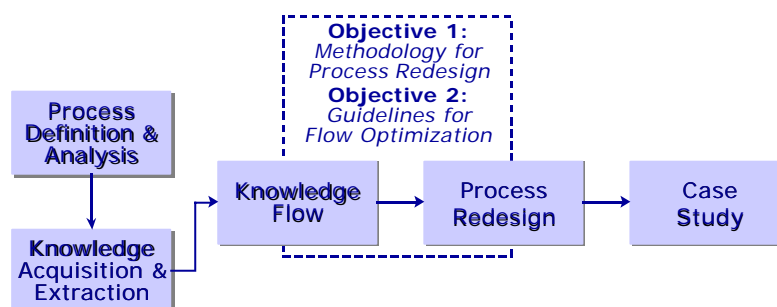 Objective 1:
Methodology for
Process Redesign
Objective 2:
Guidelines for
Flow Optimization
Process
Definition &
Analysis
Knowledge
Acquisition &
Extraction
Knowledge
Flow
Process
Redesign
Case
Study